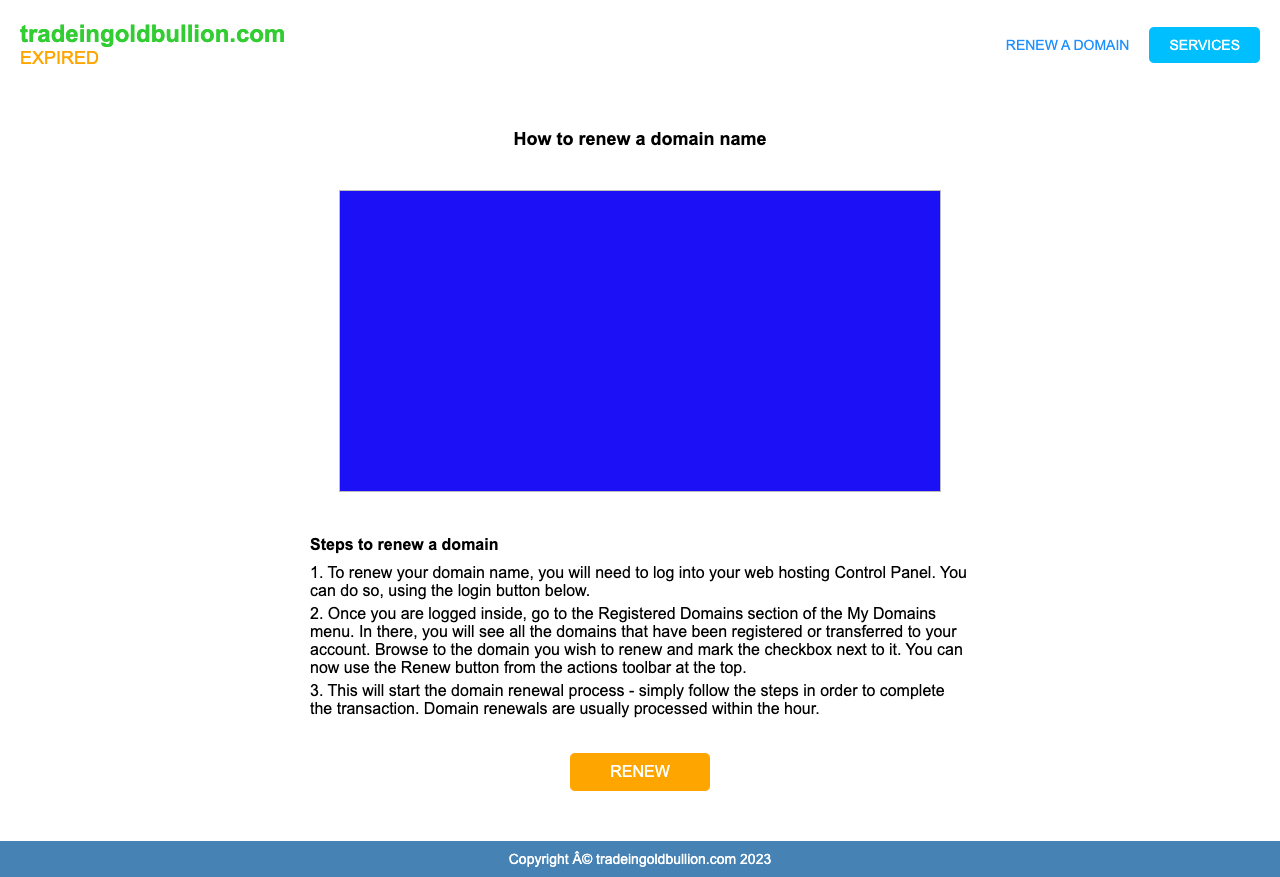 tradeingoldbullion.com
EXPIRED
RENEW A DOMAIN
SERVICES
How to renew a domain name
Steps to renew a domain
1. To renew your domain name, you will need to log into your web hosting Control Panel. You
can do so, using the login button below.
2. Once you are logged inside, go to the Registered Domains section of the My Domains
menu. In there, you will see all the domains that have been registered or transferred to your
account. Browse to the domain you wish to renew and mark the checkbox next to it. You can
now use the Renew button from the actions toolbar at the top.
3. This will start the domain renewal process - simply follow the steps in order to complete
the transaction. Domain renewals are usually processed within the hour.
RENEW
Copyright Â© tradeingoldbullion.com 2023